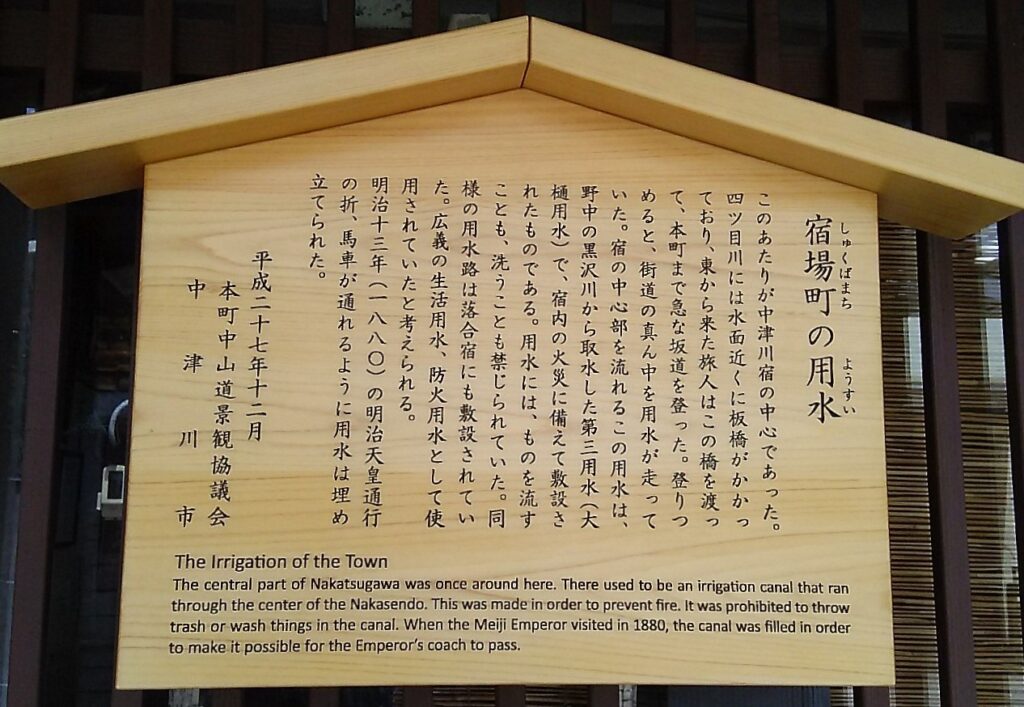 宿場町の用水
しゅくばまち ようすい
このあたりが中津川宿の中心であった。
四ツ目川には水面近くに板橋がかかっ
ており、東から来た旅人はこの橋を渡っ
て、本町まで急な坂道を登った。登りつ
めると、街道の真ん中を用水が走って
いた。宿の中心部を流れるこの用水は、
野中の黒沢川から取水した第三用水（大
樋用水）で、宿内の火災に備えて敷設さ
れたものである。用水には、ものを流す
ことも、洗うことも禁じられていた。同
様の用水路は落合宿にも敷設されてい
た。広義の生活用水、防火用水として使
用されていたと考えられる。
明治十三年（一八八〇）の明治天皇通行
の折、馬車が通れるように用水は埋め
立てられた。
平成二十七年十二月
本町中山道景観協議会
中津川市
The Irrigation of the Town
The central part of Nakatsugawa was once around here. There used to be an irrigation canal that ran
through the center of the Nakasendo. This was made in order to prevent fire. It was prohibited to throw
trash or wash things in the canal. When the Meiji Emperor visited in 1880, the canal was filled in order
to make it possible for the Emperor's coach to pass.